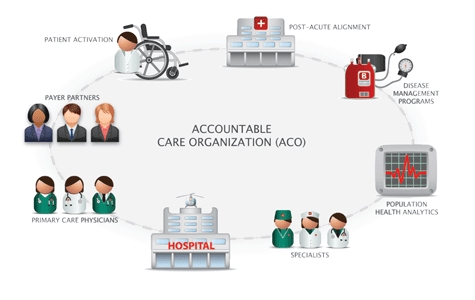 PATIENT ACTIVATION
POST-ACUTE ALIGNMENT
DISEASE
MANAGEMENT
PROGRAMS
B
PAYER PARTNERS
ACCOUNTABLE
CARE ORGANIZATION (ACO)
POPULATION
HEALTH ANALYTICS
PRIMARY CARE PHYSICIANS
HOSPITAL
SPECIALISTS